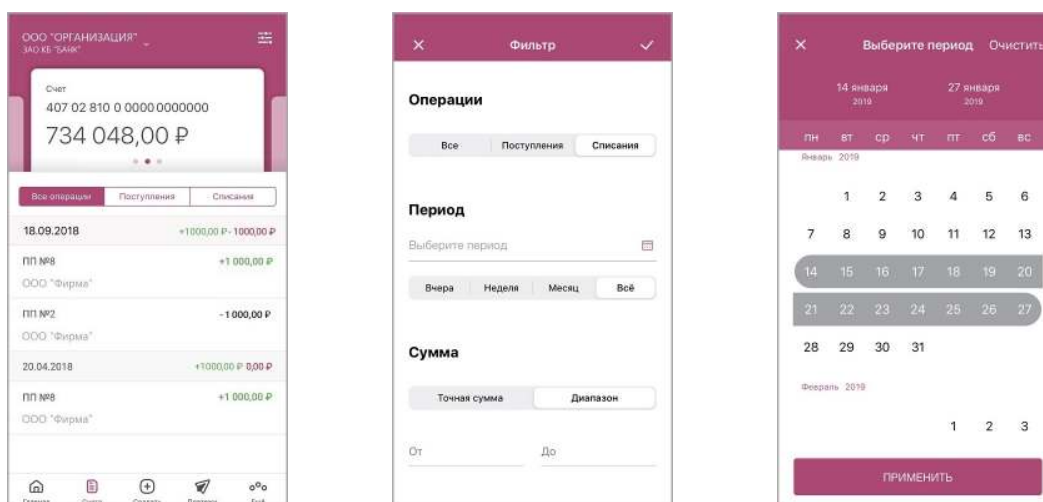 ООО "ОРГАНИЗАЦИЯ"
ЗАО КБ "БАНК"
Счет
407 02 810 0 0000 0000000
734 048,00 ₽
Все операции Поступления Списания
18.09.2018 +1000,00 ₽ - 1000,00 ₽
ПП №8 +1 000,00 ₽
ООО "Фирма"
ПП №2 - 1 000,00 ₽
ООО "Фирма"
20.04.2018 +1000,00 ₽ 0,00 ₽
ПП №8 +1 000,00 ₽
ООО "Фирма"
Фильтр
Операции
Все Поступления Списания
Период
Выберите период
Вчера Неделя Месяц Всё
Сумма
Точная сумма Диапазон
От До
Выберите период Очистить
14 января 27 января
2019 2019
пн вт ср чт пт сб вс
Январь 2019
1 2 3 4 5 6
7 8 9 10 11 12 13
14 15 16 17 18 19 20
21 22 23 24 25 26 27
28 29 30 31
Февраль 2019
1 2 3
ПРИМЕНИТЬ